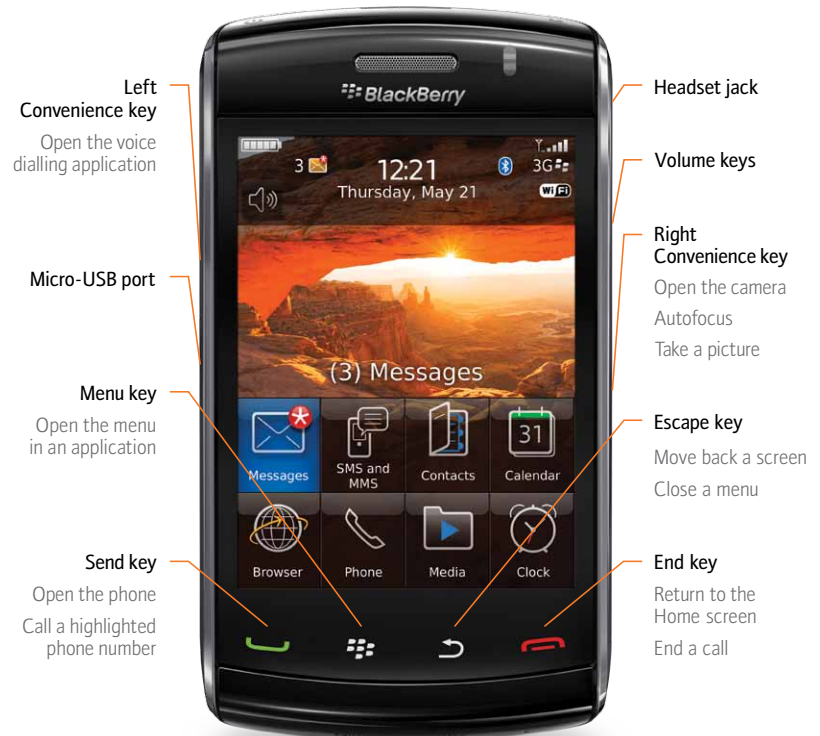 Left
Convenience key
Open the voice
dialling application
Micro-USB port
Menu key
Open the menu
in an application
Send key
Open the phone
Call a highlighted
phone number
BlackBerry
3
12:21
3G
Thursday, May 21
WiFi
(3) Messages
Messages
SMS and
MMS
Contacts
31
Calendar
Browser
Phone
Media
Clock
Headset jack
Volume keys
Right
Convenience key
Open the camera
Autofocus
Take a picture
Escape key
Move back a screen
Close a menu
End key
Return to the
Home screen
End a call